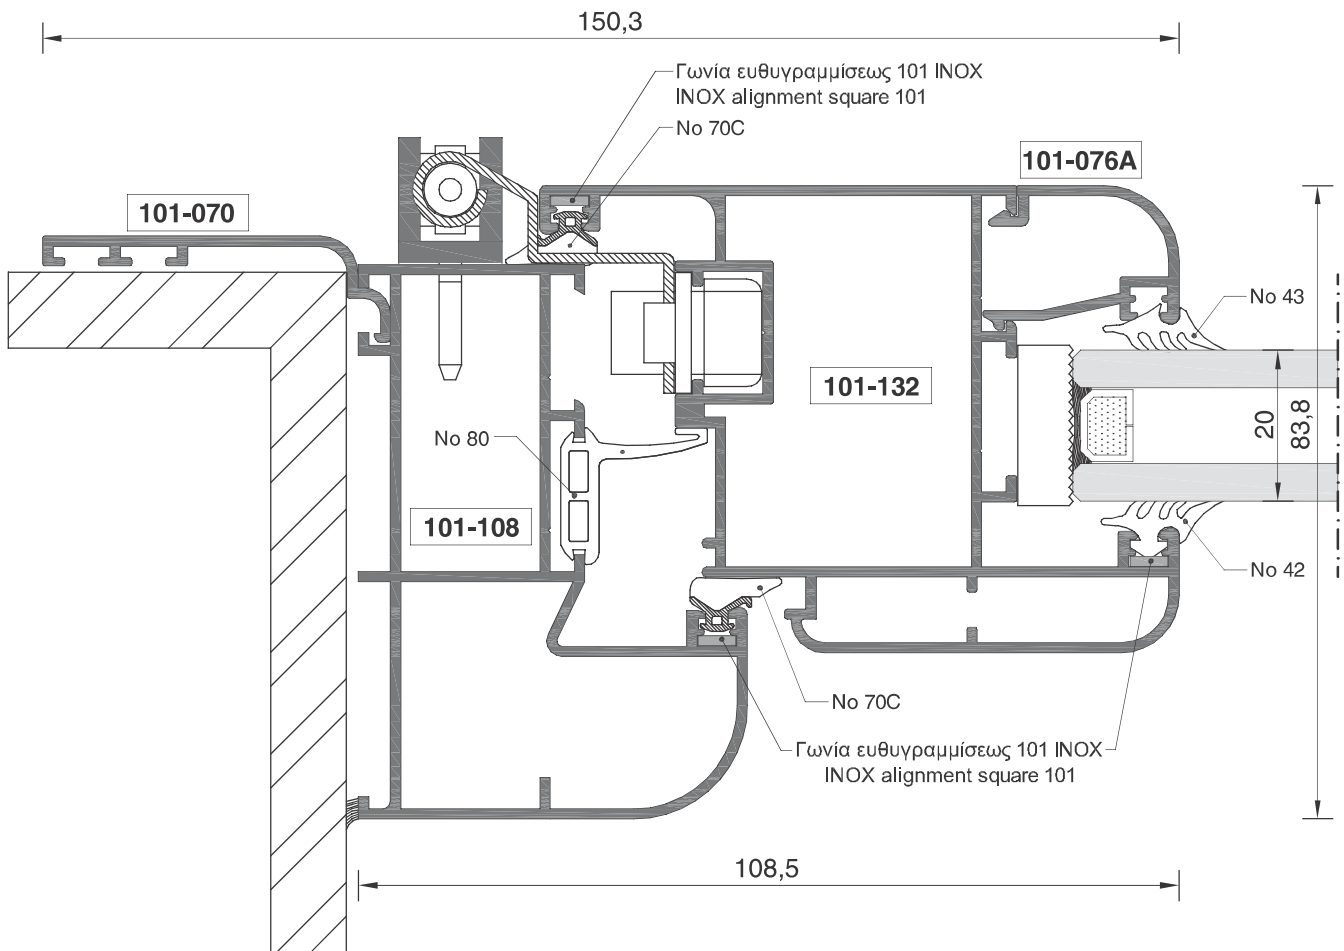 150,3
Γωνία ευθυγραμμίσεως 101 INOX
INOX alignment square 101
No 70C
101-076A
101-070
No 43
101-132
20
83,8
No 80
101-108
No 42
No 70C
Γωνία ευθυγραμμίσεως 101 INOX
INOX alignment square 101
108,5